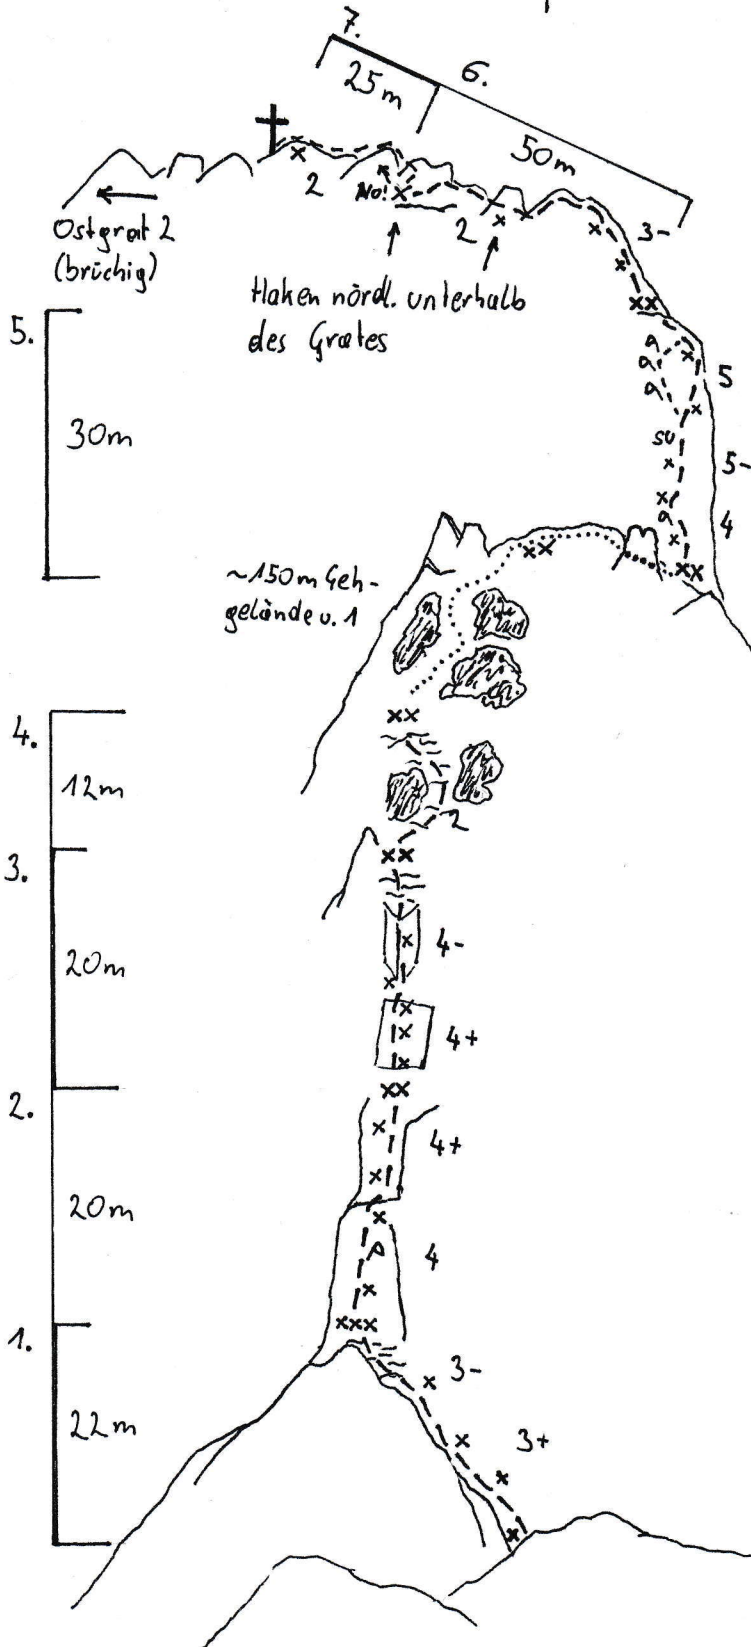 7.
25m
6.
50m
2
No!
2
3-
Ostgrat 2
(brüchig)
Haken nördl. unterhalb
des Grates
5.
30m
a
a
a
5
su
5-
a
4
~150m Geh-
gelände u. 1
4.
12m
2
3.
20m
4-
4+
2.
20m
4+
4
1.
22m
3-
3+